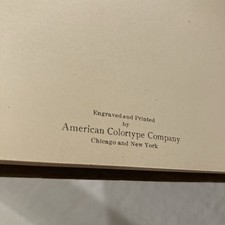 Engraved and Printed
by
American Colortype Company
Chicago and New York